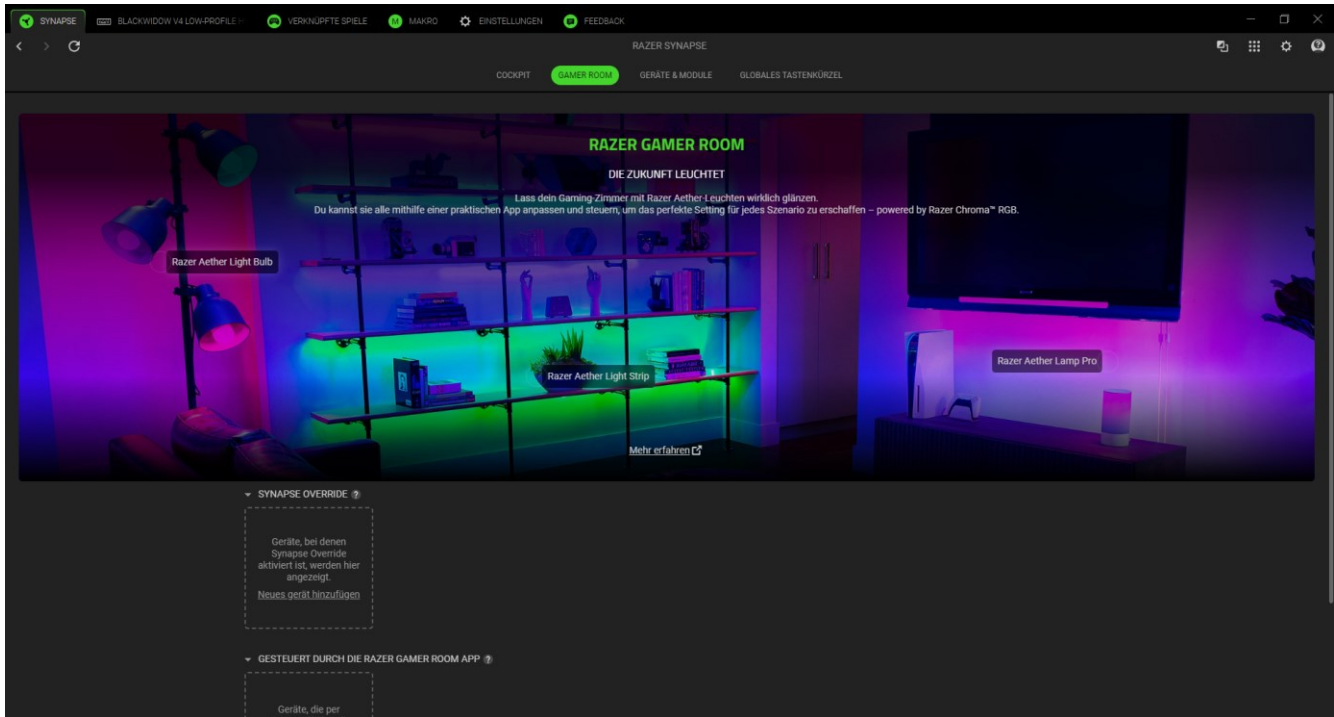 SYNAPSE
BLACKWIDOW V4 LOW-PROFILE
VERKNÜPFTE SPIELE
M MAKRO
EINSTELLUNGEN
FEEDBACK
RAZER SYNAPSE
COCKPIT
GAMER ROOM
GERÄTE & MODULE
GLOBALES TASTENKÜRZEL
RAZER GAMER ROOM
DIE ZUKUNFT LEUCHTET
Lass dein Gaming-Zimmer mit Razer Aether-Leuchten wirklich glänzen.
Du kannst sie alle mithilfe einer praktischen App anpassen und steuern, um das perfekte Setting für jedes Szenario zu erschaffen – powered by Razer Chroma™ RGB.
Razer Aether Light Bulb
Razer Aether Lamp Pro
Razer Aether Light Strip
Mehr erfahren
SYNAPSE OVERRIDE ?
Geräte, bei denen
Synapse Override
aktiviert ist, werden hier
angezeigt.
Neues gerät hinzufügen
GESTEUERT DURCH DIE RAZER GAMER ROOM APP ?
Geräte, die per